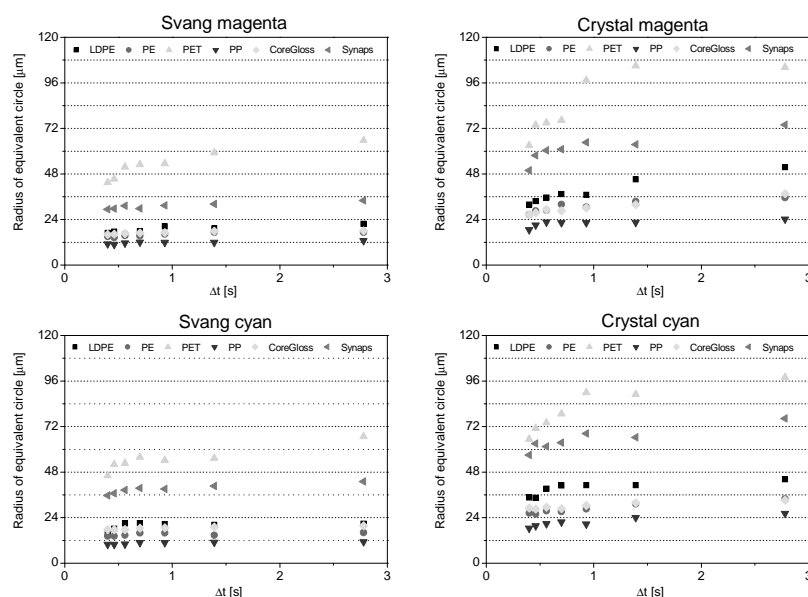 Svang magenta
120
LDPE PE PET PP CoreGloss Synaps
96
72
48
24
0
0 1 2 3
Δt [s]
Radius of equivalent circle [µm]
Crystal magenta
120
LDPE PE PET PP CoreGloss Synaps
96
72
48
24
0
0 1 2 3
Δt [s]
Radius of equivalent circle [µm]
Svang cyan
120
LDPE PE PET PP CoreGloss Synaps
96
72
48
24
0
0 1 2 3
Δt [s]
Radius of equivalent circle [µm]
Crystal cyan
120
LDPE PE PET PP CoreGloss Synaps
96
72
48
24
0
0 1 2 3
Δt [s]
Radius of equivalent circle [µm]